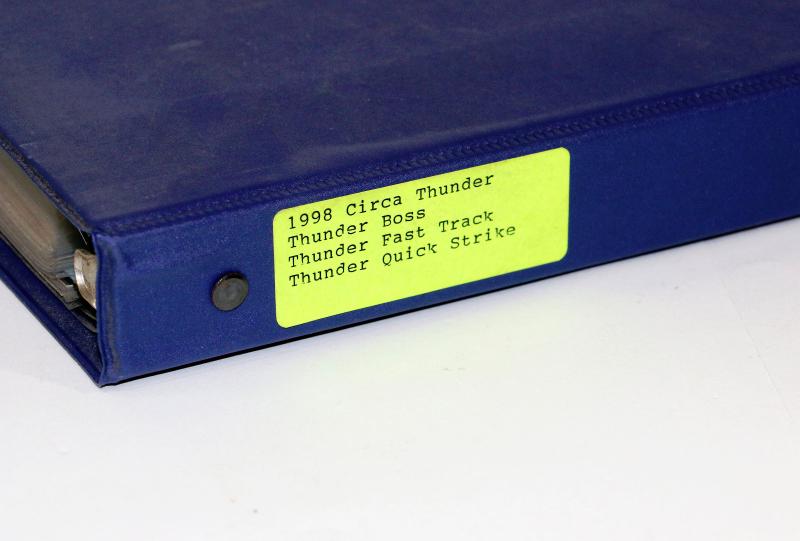 1998 Circa Thunder
Thunder Boss
Thunder Fast Track
Thunder Quick Strike